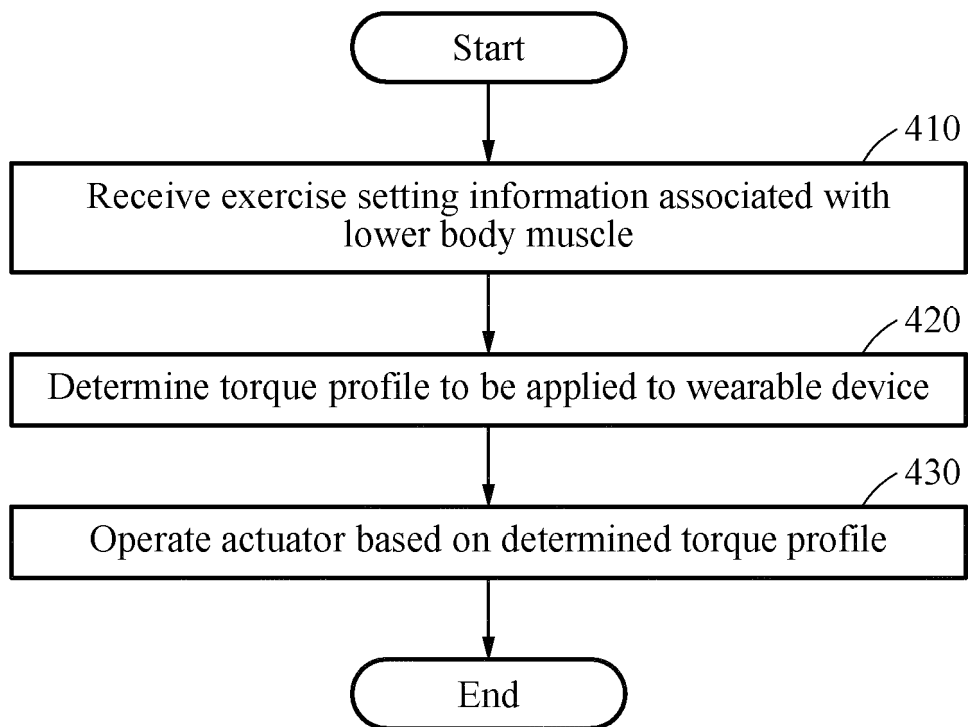 Start
410
Receive exercise setting information associated with
lower body muscle
420
Determine torque profile to be applied to wearable device
430
Operate actuator based on determined torque profile
End